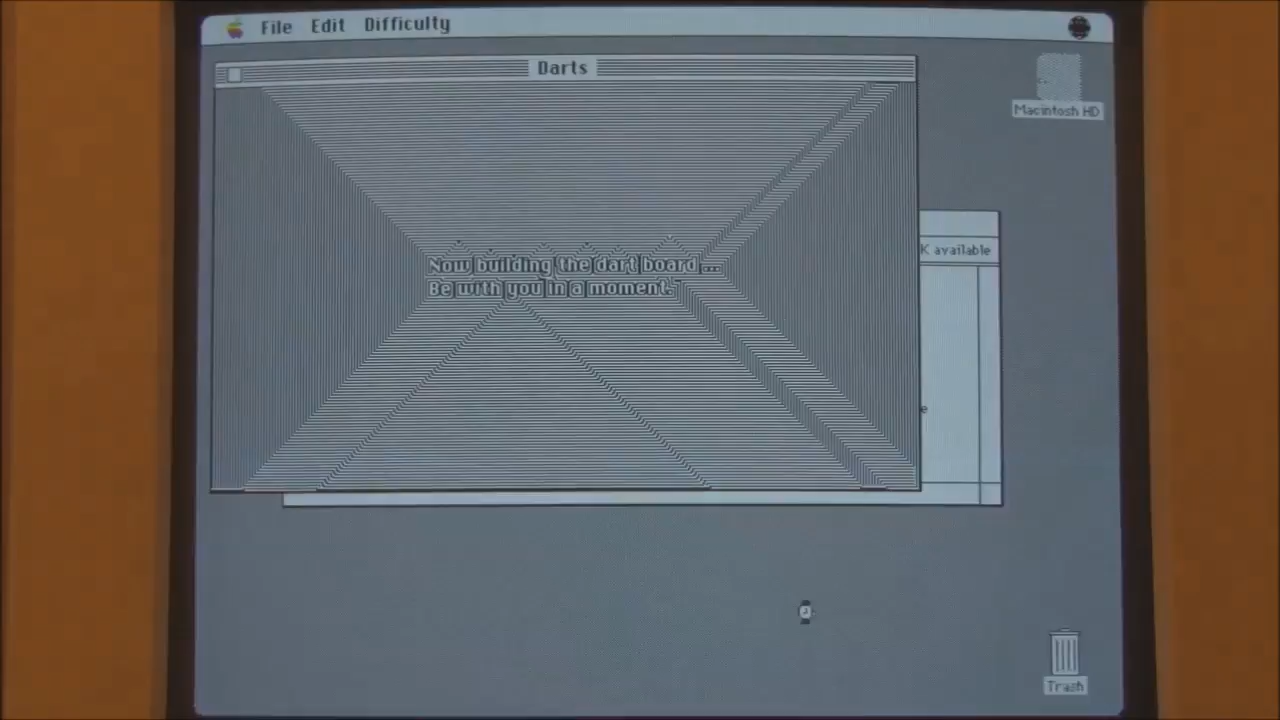 File Edit Difficulty
Darts
Macintosh HD
K available
Now building the dart board ...
Be with you in a moment.
e
Trash